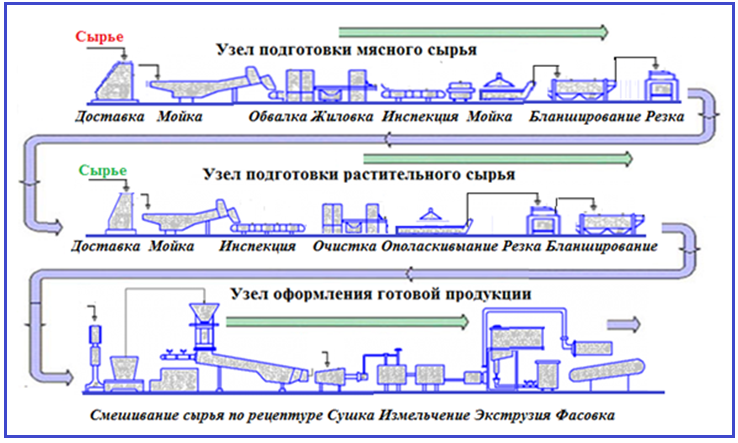 Сырье
Узел подготовки мясного сырья
Доставка Мойка Обвалка Жиловка Инспекция Мойка Бланширование Резка
Сырье
Узел подготовки растительного сырья
Доставка Мойка Инспекция Очистка Ополаскивыание Резка Бланширование
Узел оформления готовой продукции
Смешивание сырья по рецептуре Сушка Измельчение Экструзия Фасовка